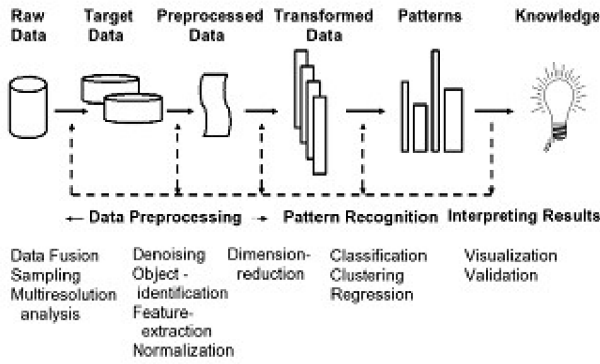 Raw Data
Target Data
Preprocessed Data
Transformed Data
Patterns
Knowledge
Data Preprocessing
Pattern Recognition
Interpreting Results
Data Fusion
Sampling
Multiresolution
analysis
Denoising
Object -
identification
Feature-
extraction
Normalization
Dimension-
reduction
Classification
Clustering
Regression
Visualization
Validation